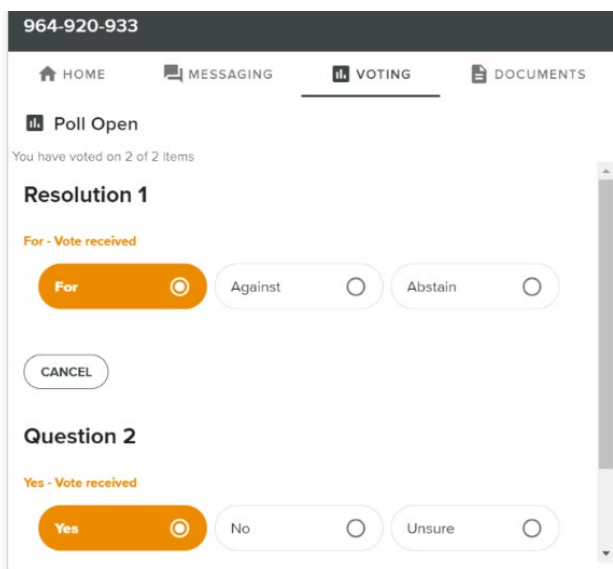 964-920-933
HOME MESSAGING VOTING DOCUMENTS
Poll Open
You have voted on 2 of 2 items
Resolution 1
For - Vote received
For Against Abstain
CANCEL
Question 2
Yes - Vote received
Yes No Unsure